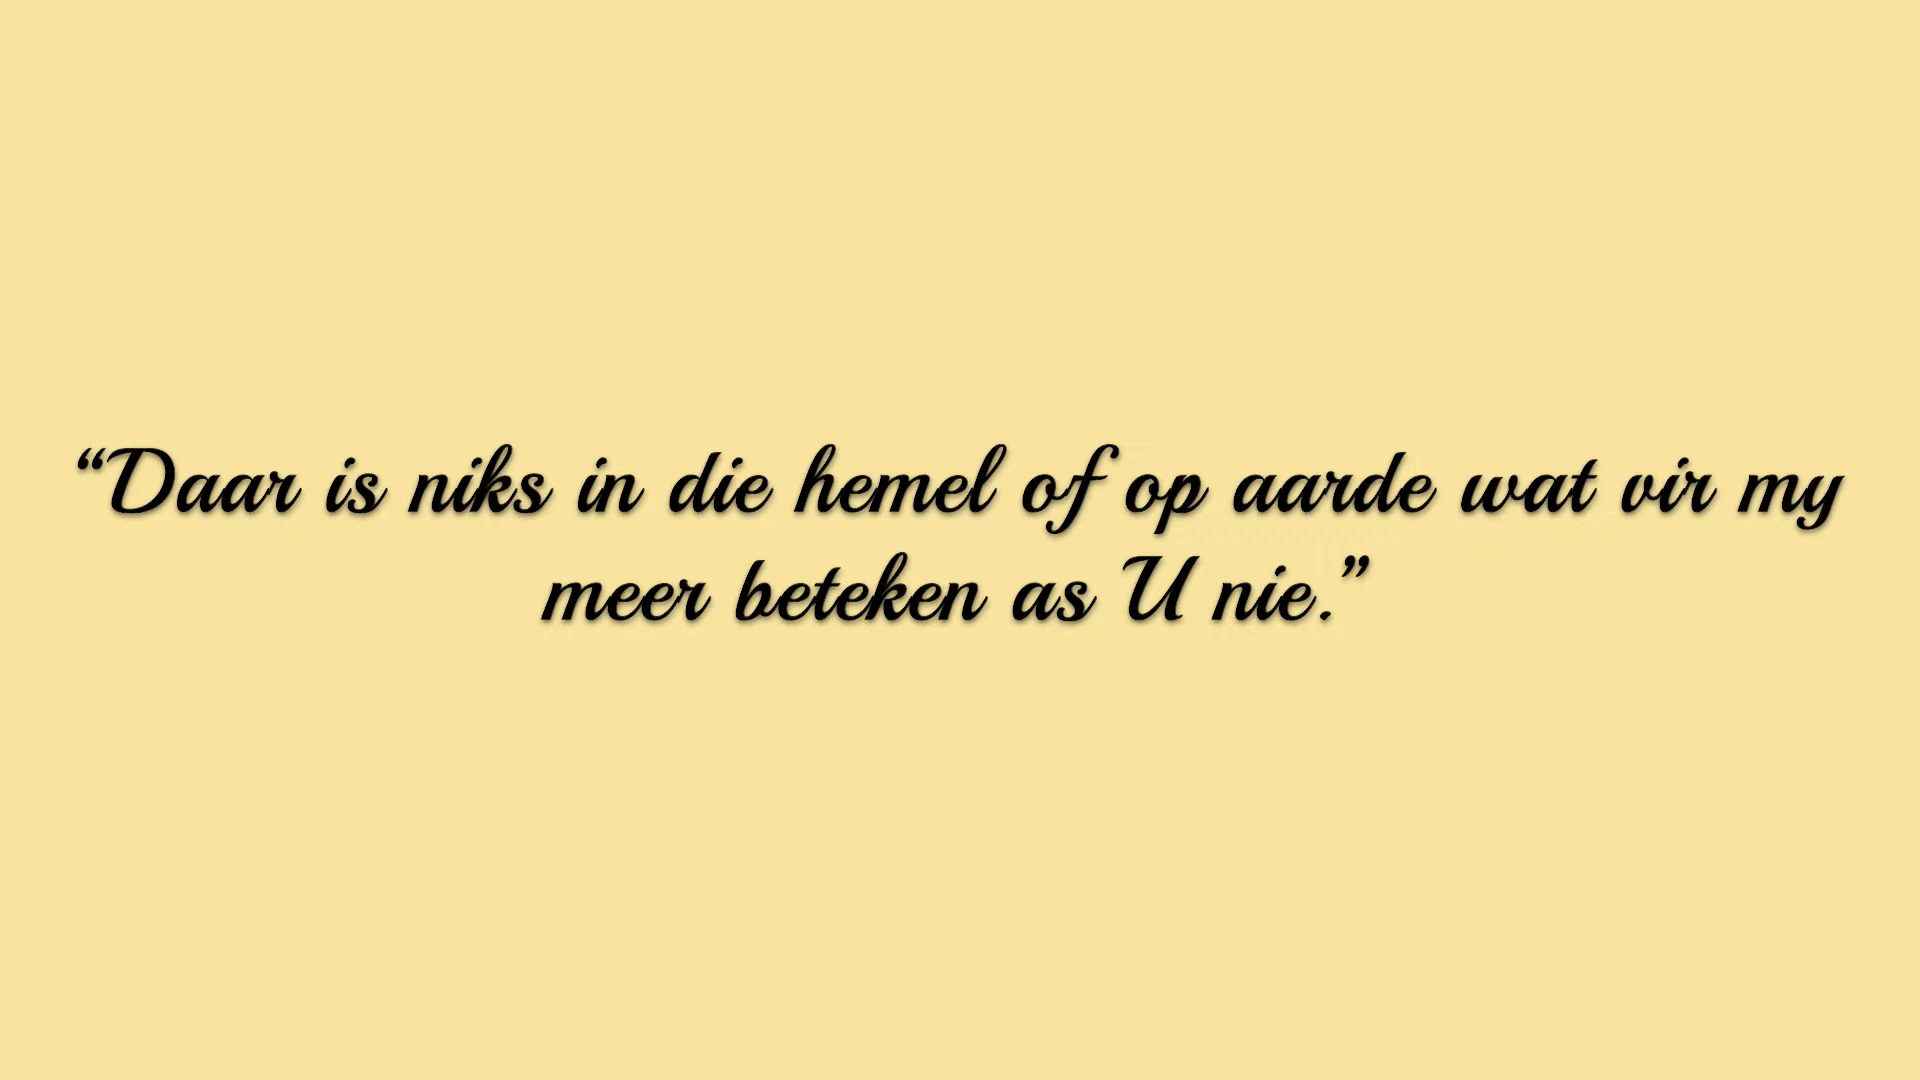 “Daar is niks in die hemel of op aarde wat vir my
meer beteken as U nie.”